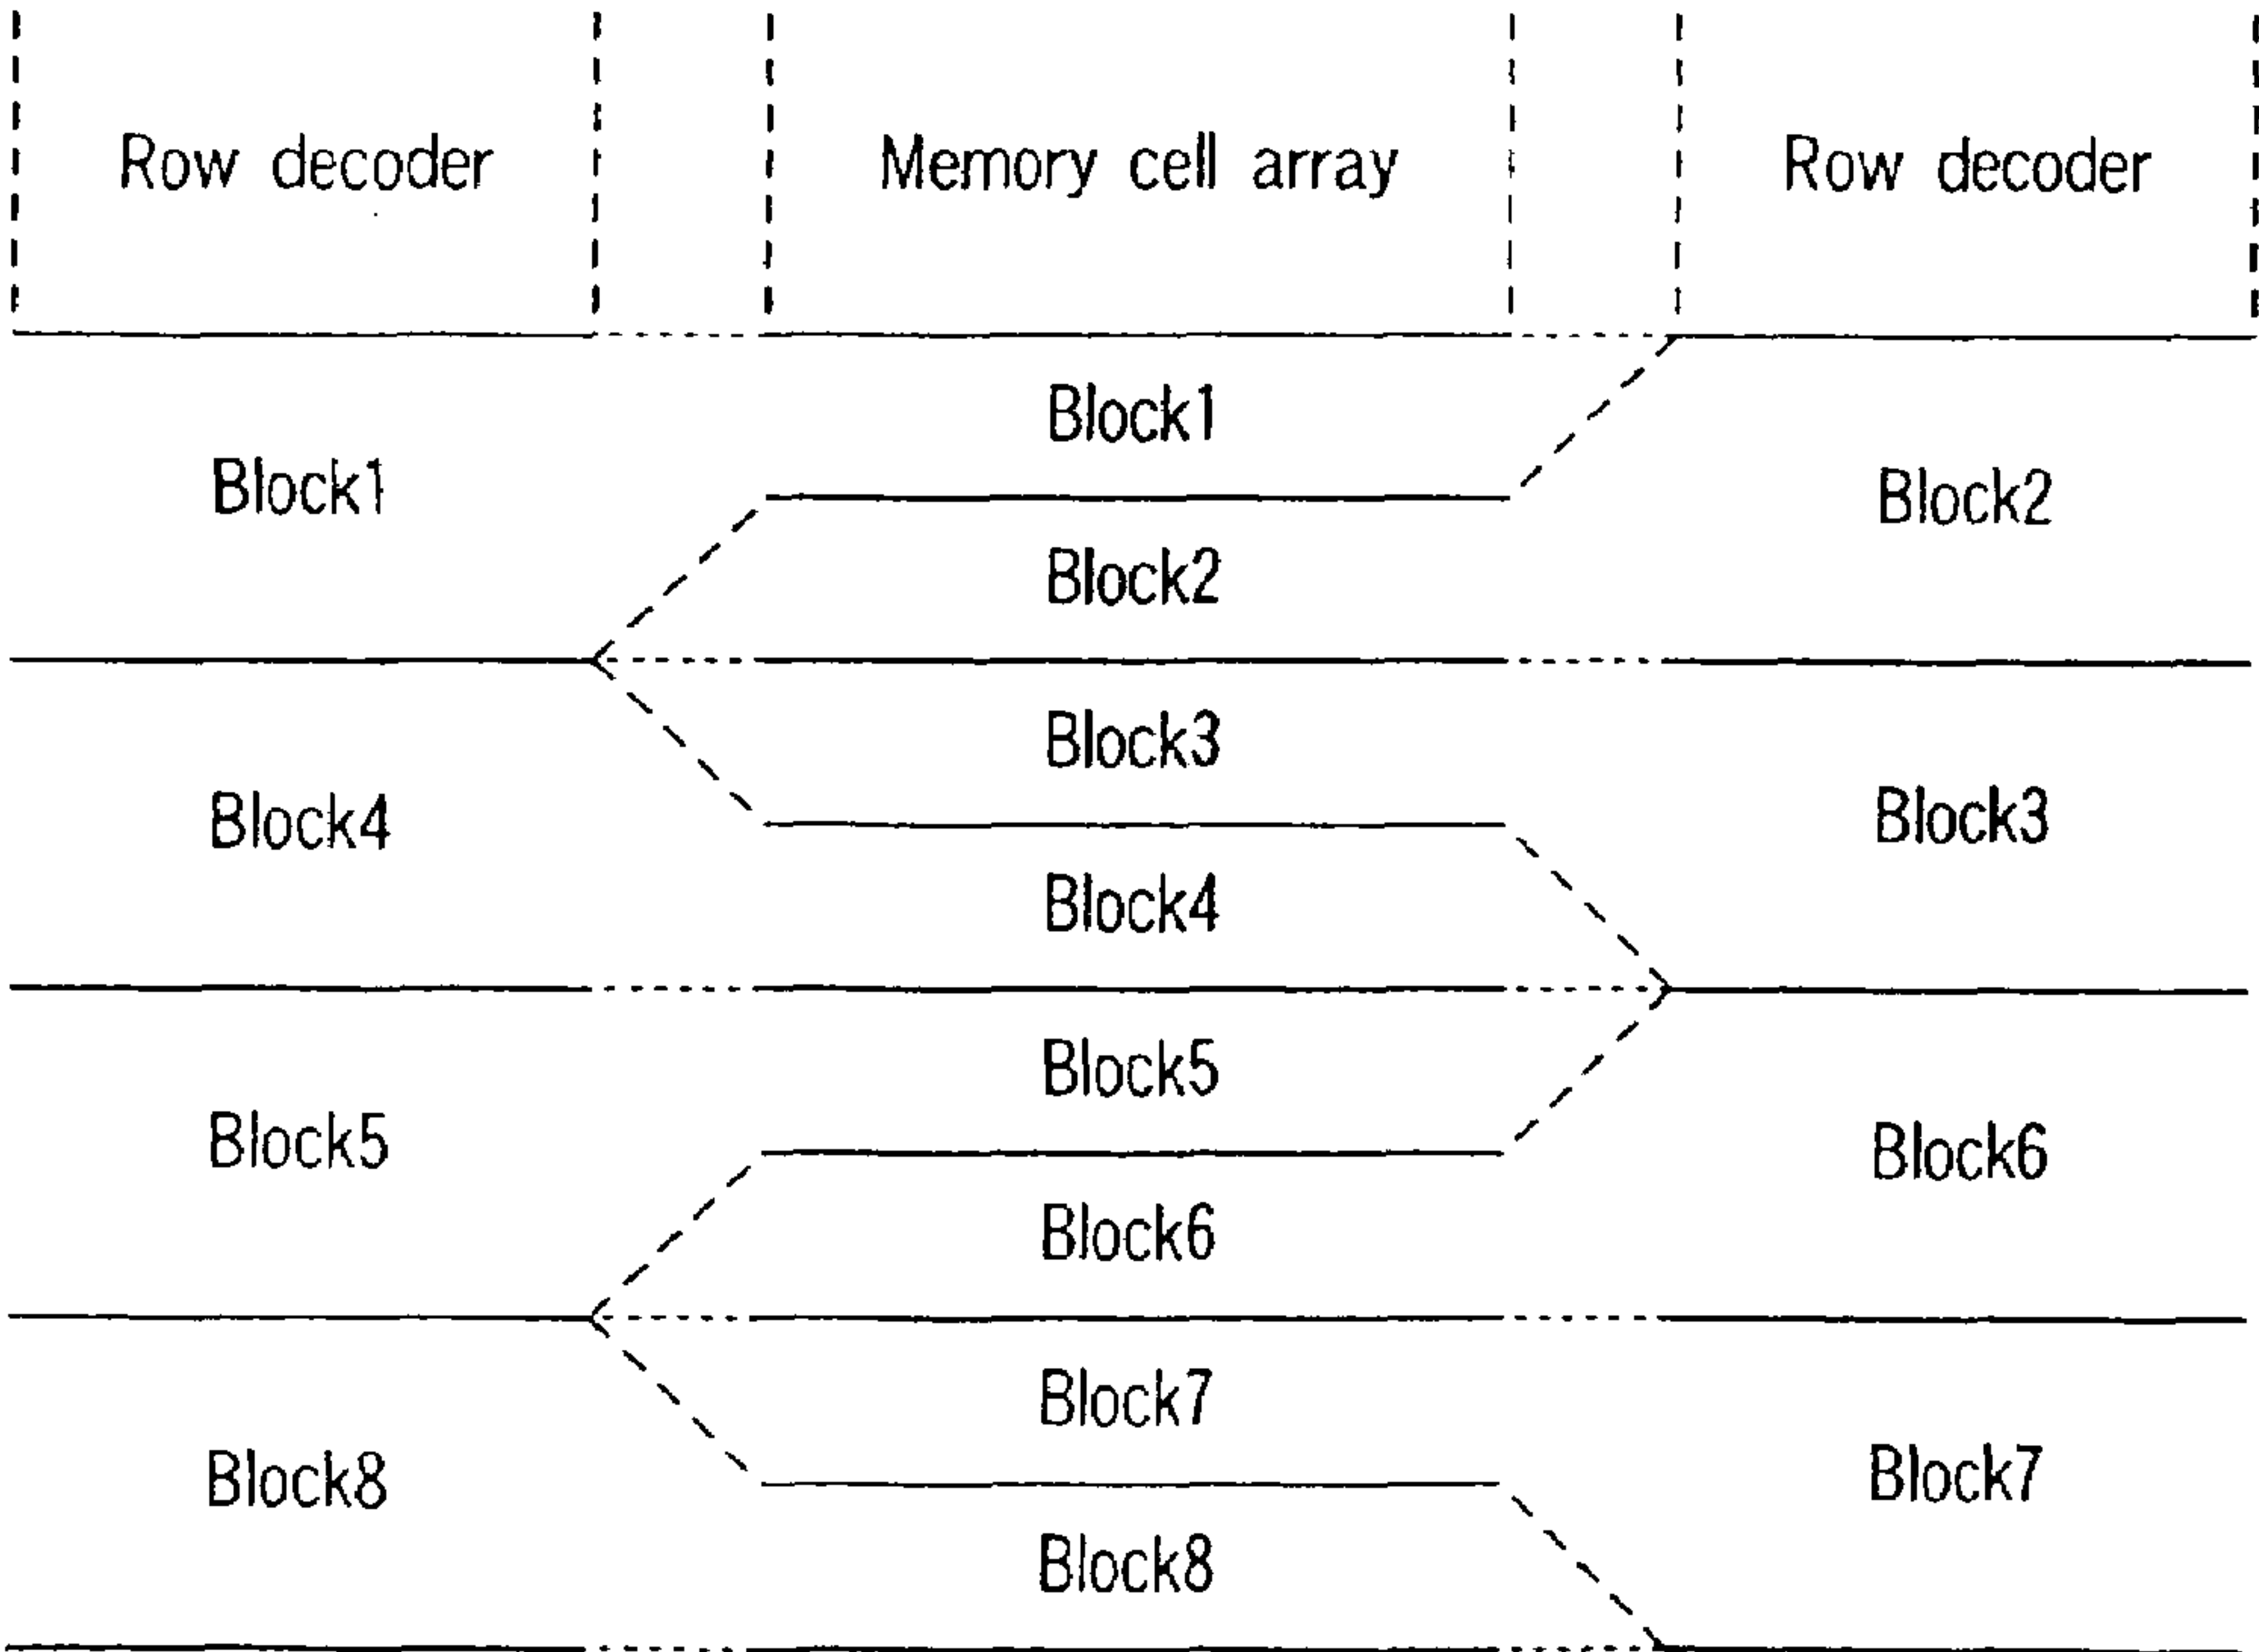 Row decoder Memory cell array Row decoder
Block1
Block1 Block2
Block2
Block3
Block4 Block3
Block4
Block5
Block5 Block6
Block6
Block7
Block8 Block7
Block8